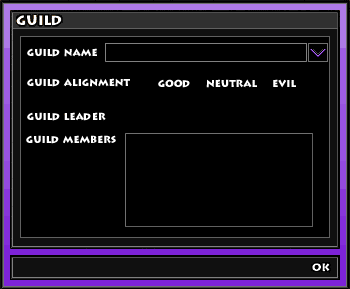 GUILD
GUILD NAME
GUILD ALIGNMENT GOOD NEUTRAL EVIL
GUILD LEADER
GUILD MEMBERS
OK